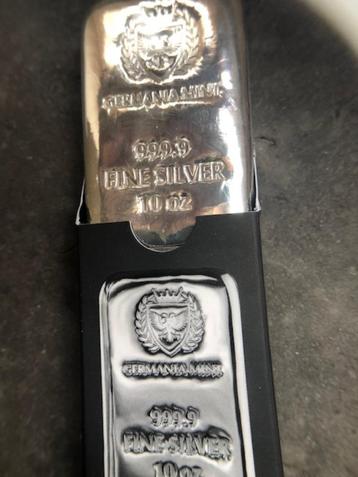 GERMANIA MINT
999.9
FINE SILVER
10 oz
GERMANIA MINT
999.9
FINE SILVER
10 oz